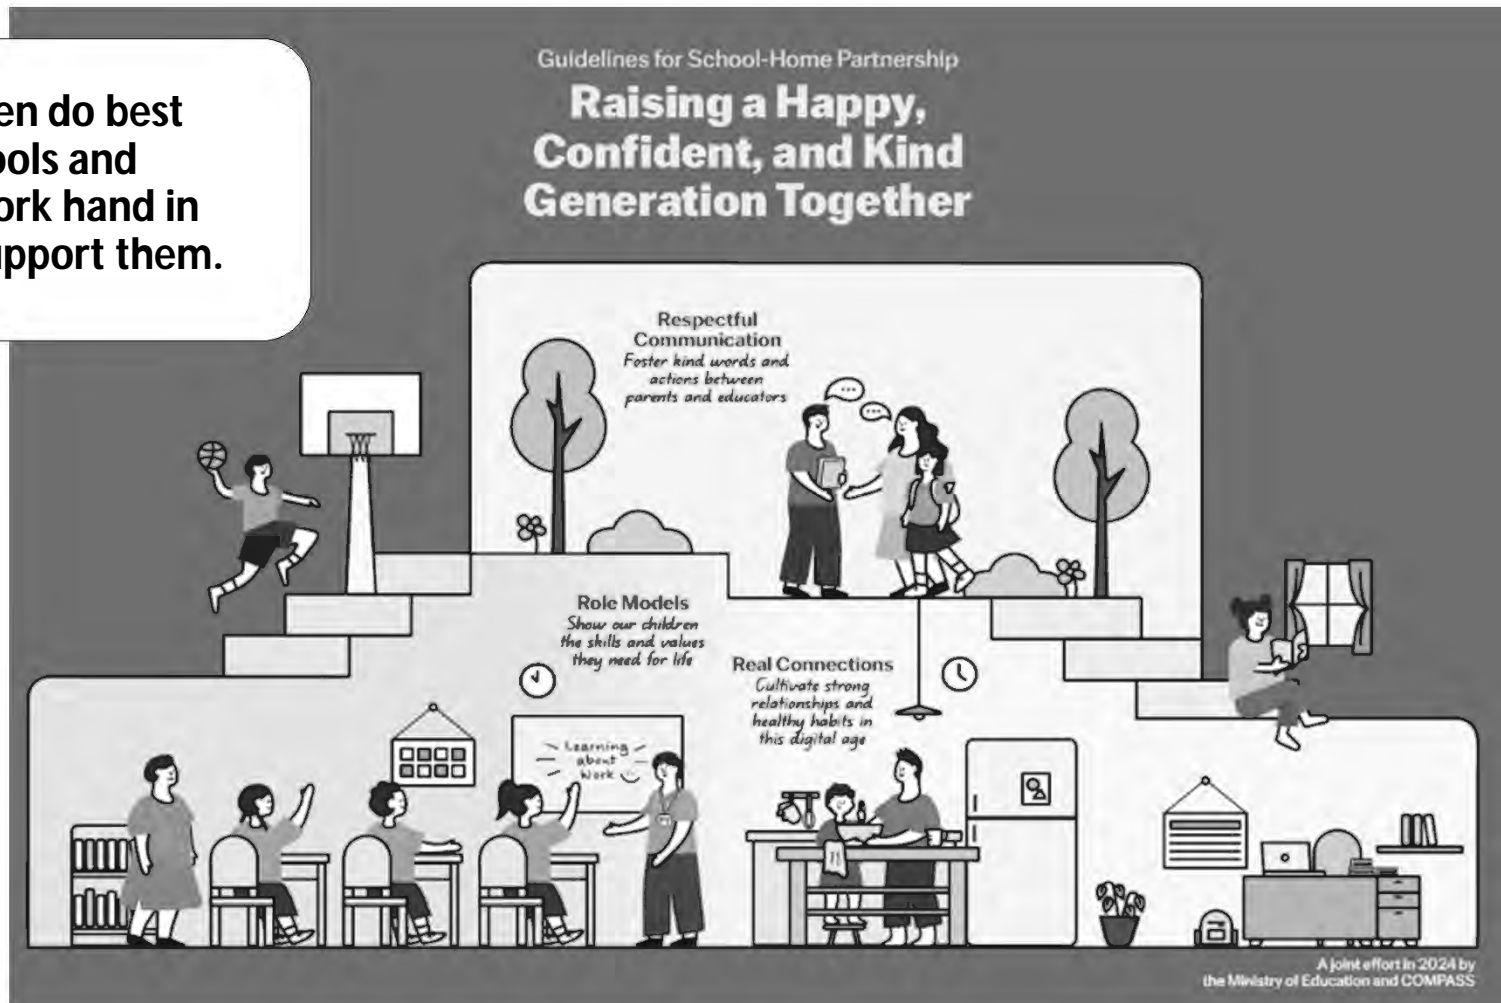 en do best
ools and
ork hand in
upport them.
Guidelines for School-Home Partnership
Raising a Happy,
Confident, and Kind
Generation Together
Respectful
Communication
Foster kind words and
actions between
parents and educators
Role Models
Show our children
the skills and values
they need for life
Real Connections
Cultivate strong
relationships and
healthy habits in
this digital age
Learning
about
Work
A joint effort in 2024 by
the Ministry of Education and COMPASS